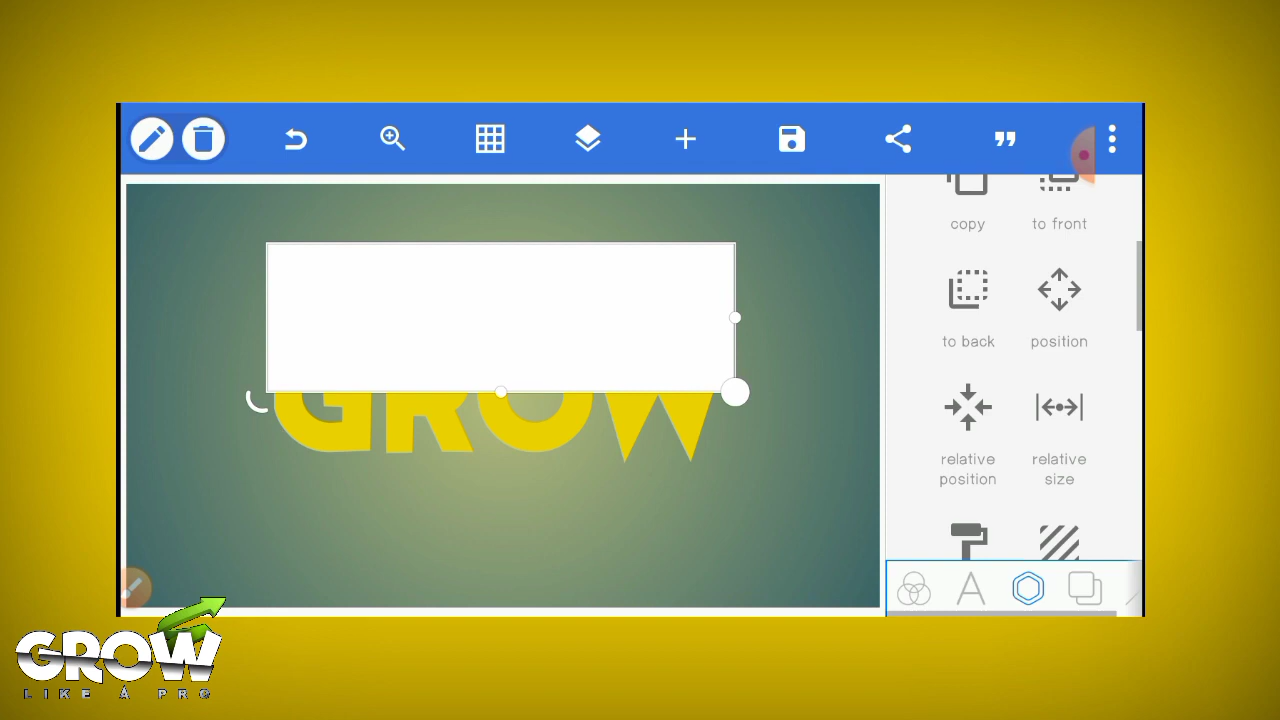 copy
to front
to back
position
relative
position
relative
size
GROW
GROW
LIKE A PRO